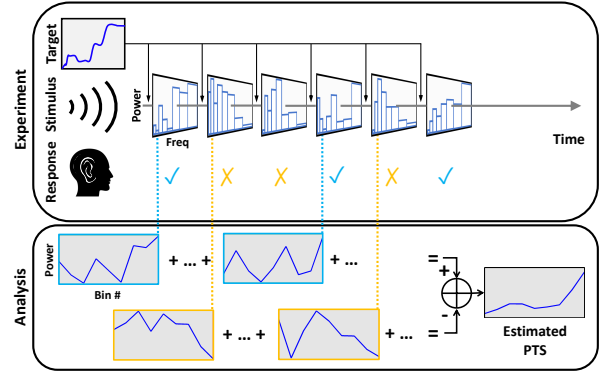 Experiment
Target
Stimulus
Response
Power
Freq
Time
✓ X X ✓ X ✓
Analysis
Power
Bin #
+ ... + + ... =
+ ... + + ... =
+
-
Estimated
PTS